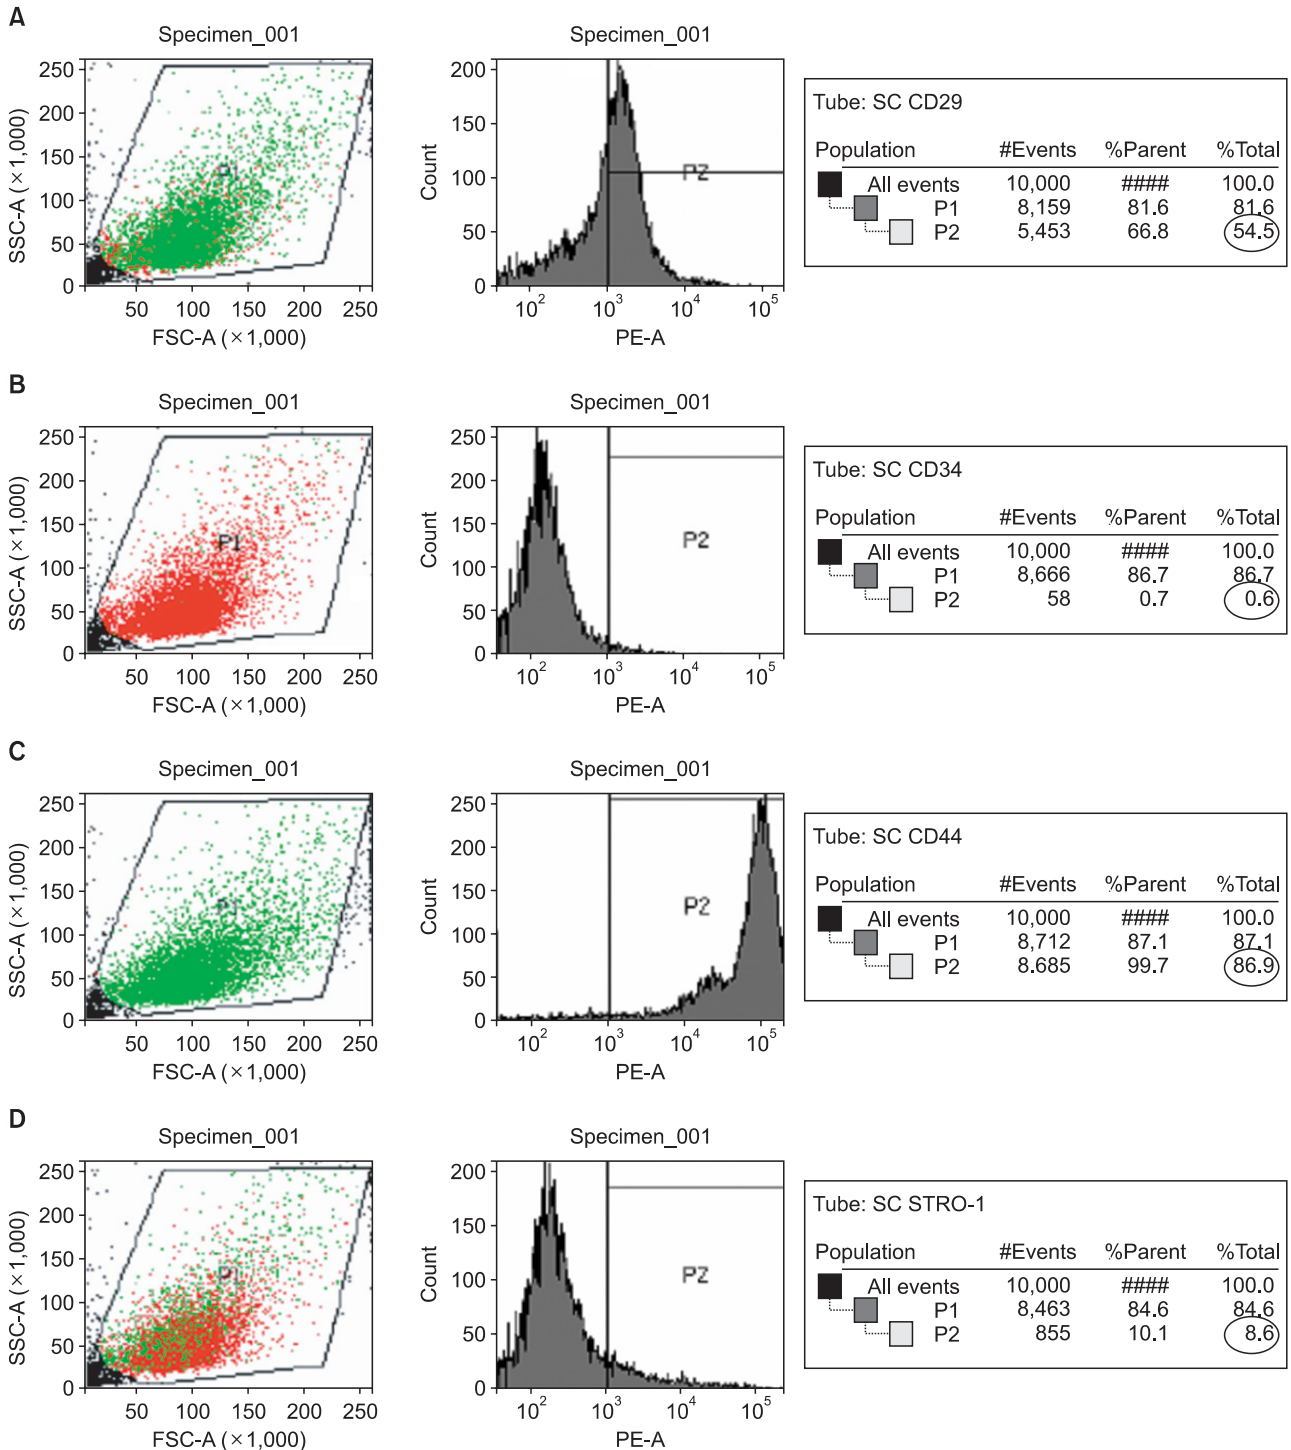 A
Specimen_001
SSC-A (×1,000)
250
200
150
100
50
0
50 100 150 200 250
FSC-A (×1,000)
Specimen_001
Count
200
150
100
50
0
P2
10² 10³ 10⁴ 10⁵
PE-A
Tube: SC CD29
Population #Events %Parent %Total
All events 10,000 #### 100.0
P1 8,159 81.6 81.6
P2 5,453 66.8 54.5
B
Specimen_001
SSC-A (×1,000)
250
200
150
100
50
0
P1
50 100 150 200 250
FSC-A (×1,000)
Specimen_001
Count
250
200
150
100
50
0
P2
10² 10³ 10⁴ 10⁵
PE-A
Tube: SC CD34
Population #Events %Parent %Total
All events 10,000 #### 100.0
P1 8,666 86.7 86.7
P2 58 0.7 0.6
C
Specimen_001
SSC-A (×1,000)
250
200
150
100
50
0
P1
50 100 150 200 250
FSC-A (×1,000)
Specimen_001
Count
250
200
150
100
50
0
P2
10² 10³ 10⁴ 10⁵
PE-A
Tube: SC CD44
Population #Events %Parent %Total
All events 10,000 #### 100.0
P1 8,712 87.1 87.1
P2 8.685 99.7 86.9
D
Specimen_001
SSC-A (×1,000)
250
200
150
100
50
0
P1
50 100 150 200 250
FSC-A (×1,000)
Specimen_001
Count
200
150
100
50
0
P2
10² 10³ 10⁴ 10⁵
PE-A
Tube: SC STRO-1
Population #Events %Parent %Total
All events 10,000 #### 100.0
P1 8,463 84.6 84.6
P2 855 10.1 8.6